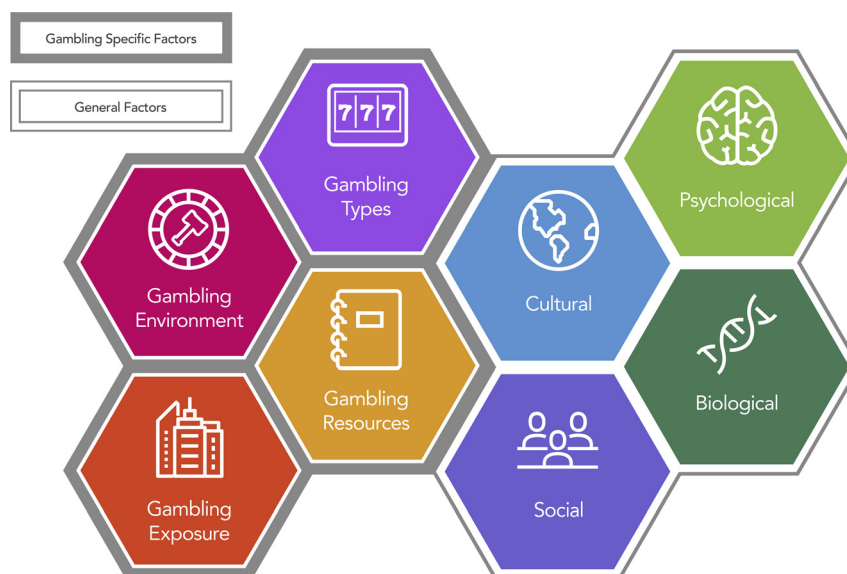 Gambling Specific Factors
General Factors
777
Gambling
Types
Psychological
Gambling
Environment
Cultural
Gambling
Resources
Biological
Gambling
Exposure
Social